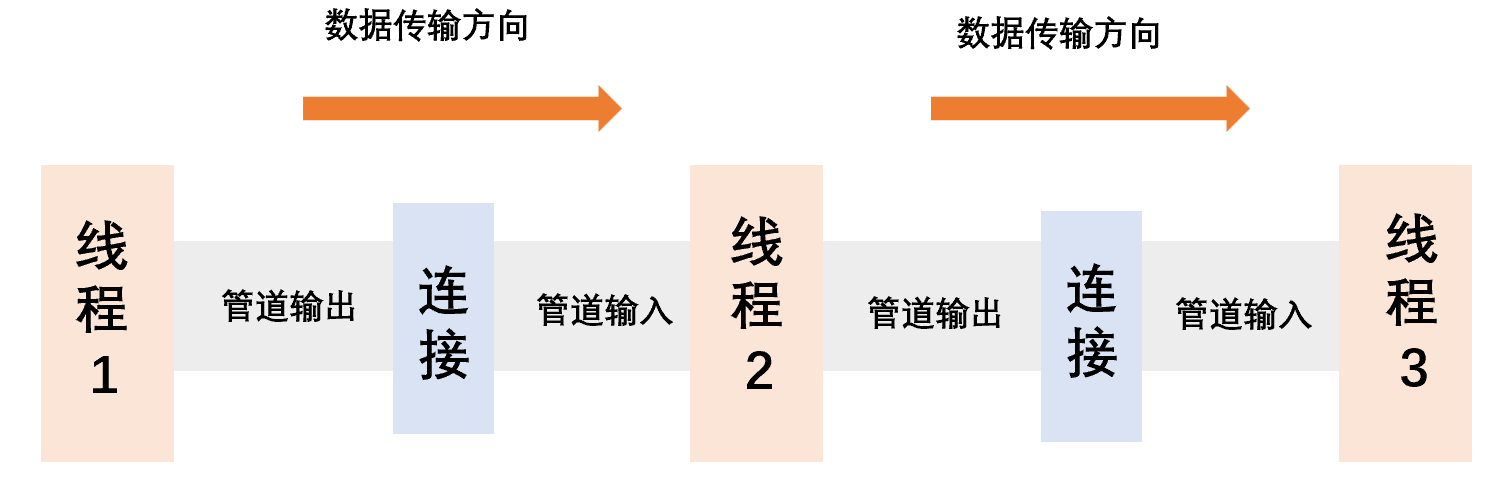 数据传输方向
数据传输方向
线程1
管道输出
连接
管道输入
线程2
管道输出
连接
管道输入
线程3